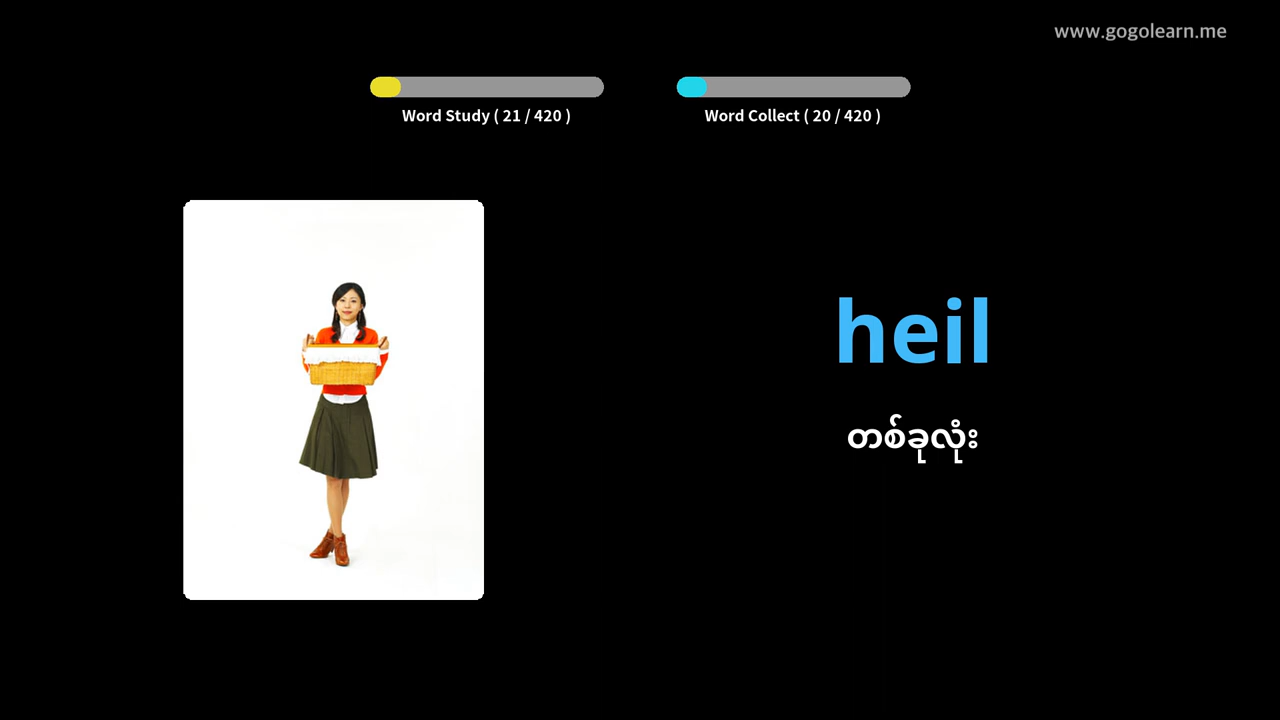 www.gogolearn.me
Word Study ( 21 / 420 )
Word Collect ( 20 / 420 )
heil
တစ်ခုလုံး